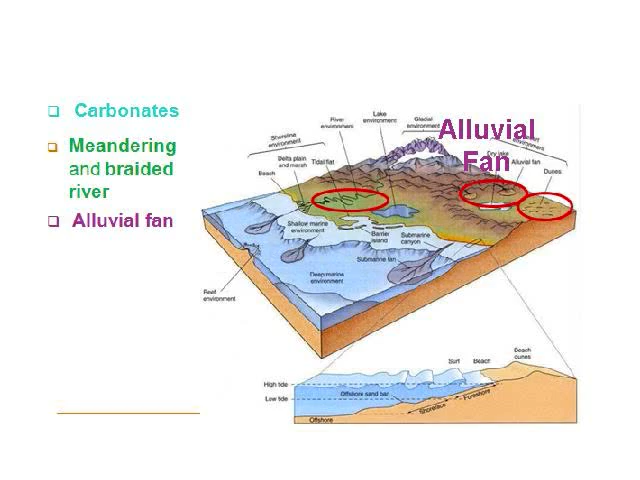 Carbonates
Meandering
and braided
river
Alluvial fan
Alluvial
Fan
Lake
environment
River
environment
Glacial
environment
Shoreline
environment
Delta plain
and marsh
Tidal flat
Beach
Dry lake
Alluvial fan
Dunes
Shallow marine
environment
Barrier
island
Submarine
canyon
Submarine fan
Deep marine
environment
Reef
environment
Surf
Beach
Beach
dunes
High tide
Low tide
Offshore sand bar
Foreshore
Shoreface
Offshore